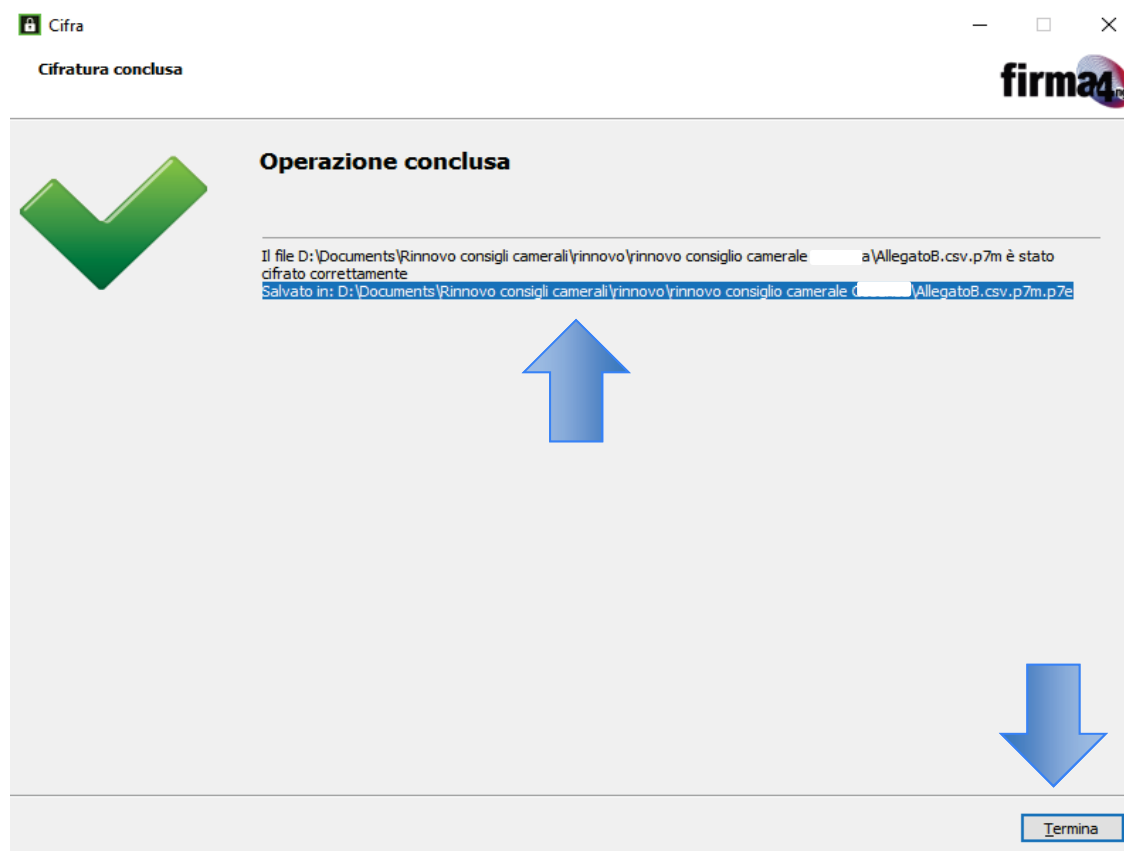 Cifra
Cifratura conclusa
firma4
Operazione conclusa
Il file D:\Documents\Rinnovo consigli camerali\rinnovo\rinnovo consiglio camerale a\AllegatoB.csv.p7m è stato
cifrato correttamente
Salvato in: D:\Documents\Rinnovo consigli camerali\rinnovo\rinnovo consiglio camerale \AllegatoB.csv.p7m.p7e
Termina